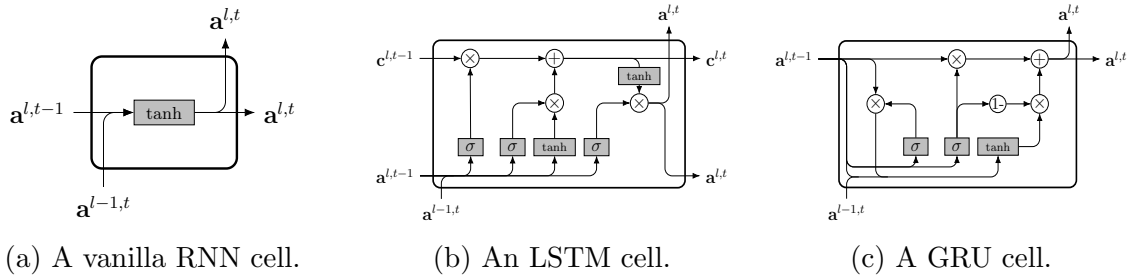 a^{l,t}
a^{l,t−1} tanh a^{l,t}
a^{l−1,t}
(a) A vanilla RNN cell.
a^{l,t}
c^{l,t−1} × + c^{l,t}
tanh
× ×
σ σ tanh σ
a^{l,t−1} a^{l,t}
a^{l−1,t}
(b) An LSTM cell.
a^{l,t}
a^{l,t−1} × + a^{l,t}
× 1- ×
σ σ tanh
a^{l−1,t}
(c) A GRU cell.